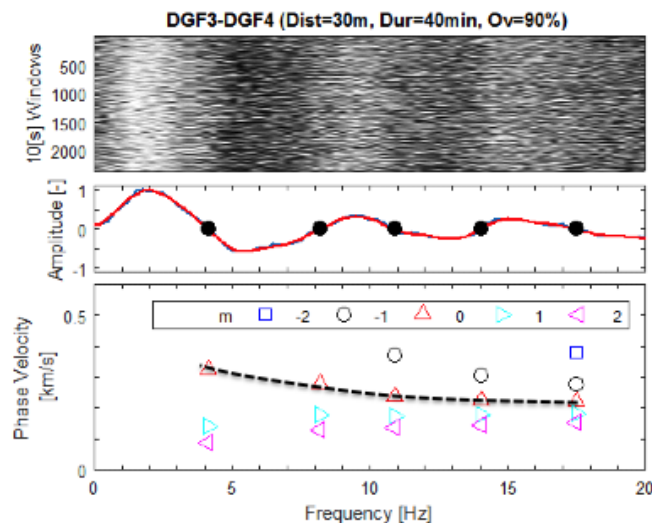 DGF3-DGF4 (Dist=30m, Dur=40min, Ov=90%)
10[s] Windows
500
1000
1500
2000
Amplitude [-]
1
0
-1
Phase Velocity
[km/s]
0.5
0
m -2 -1 0 1 2
0 5 10 15 20
Frequency [Hz]